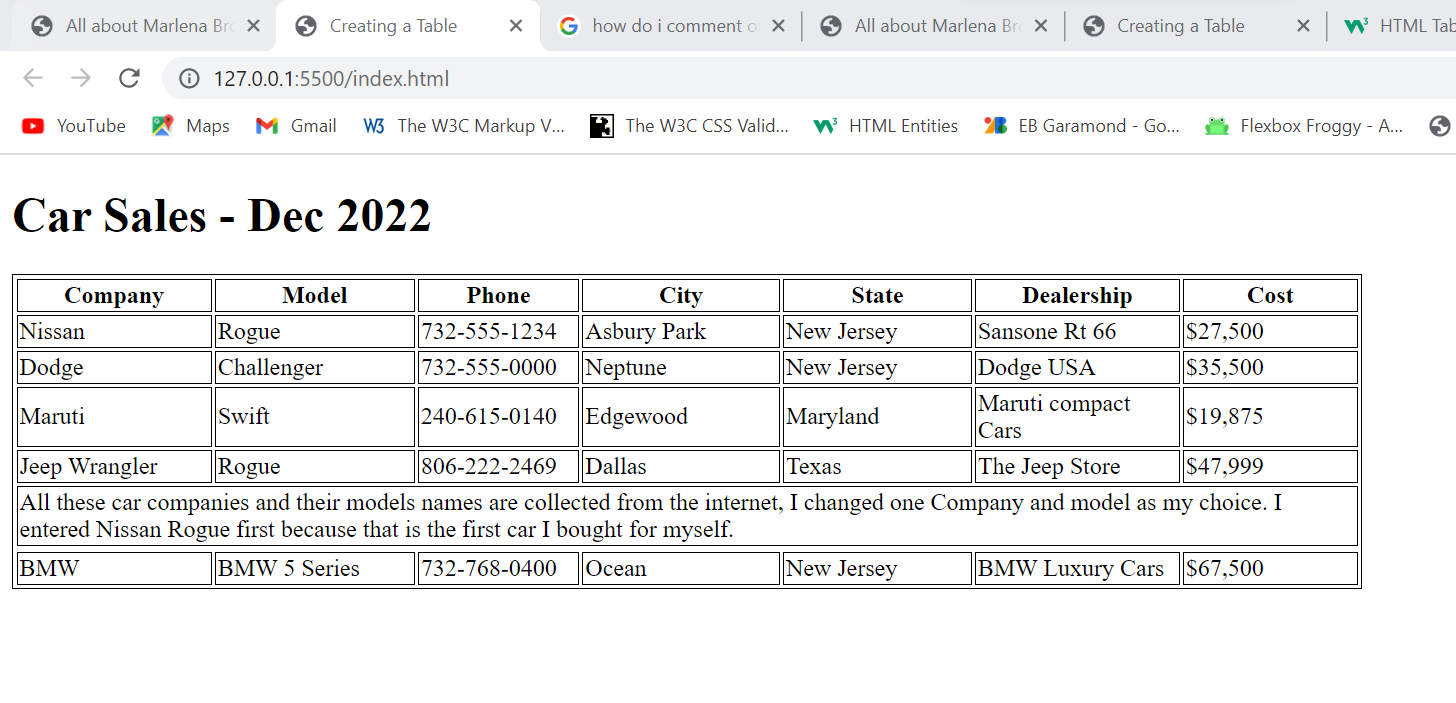 All about Marlena Br
Creating a Table
how do i comment o
All about Marlena Br
Creating a Table
HTML Tab
127.0.0.1:5500/index.html
YouTube Maps Gmail The W3C Markup V... The W3C CSS Valid... HTML Entities EB Garamond - Go... Flexbox Froggy - A...
Car Sales - Dec 2022
Company Model Phone City State Dealership Cost
Nissan Rogue 732-555-1234 Asbury Park New Jersey Sansone Rt 66 $27,500
Dodge Challenger 732-555-0000 Neptune New Jersey Dodge USA $35,500
Maruti Swift 240-615-0140 Edgewood Maryland Maruti compact Cars $19,875
Jeep Wrangler Rogue 806-222-2469 Dallas Texas The Jeep Store $47,999
All these car companies and their models names are collected from the internet, I changed one Company and model as my choice. I
entered Nissan Rogue first because that is the first car I bought for myself.
BMW BMW 5 Series 732-768-0400 Ocean New Jersey BMW Luxury Cars $67,500